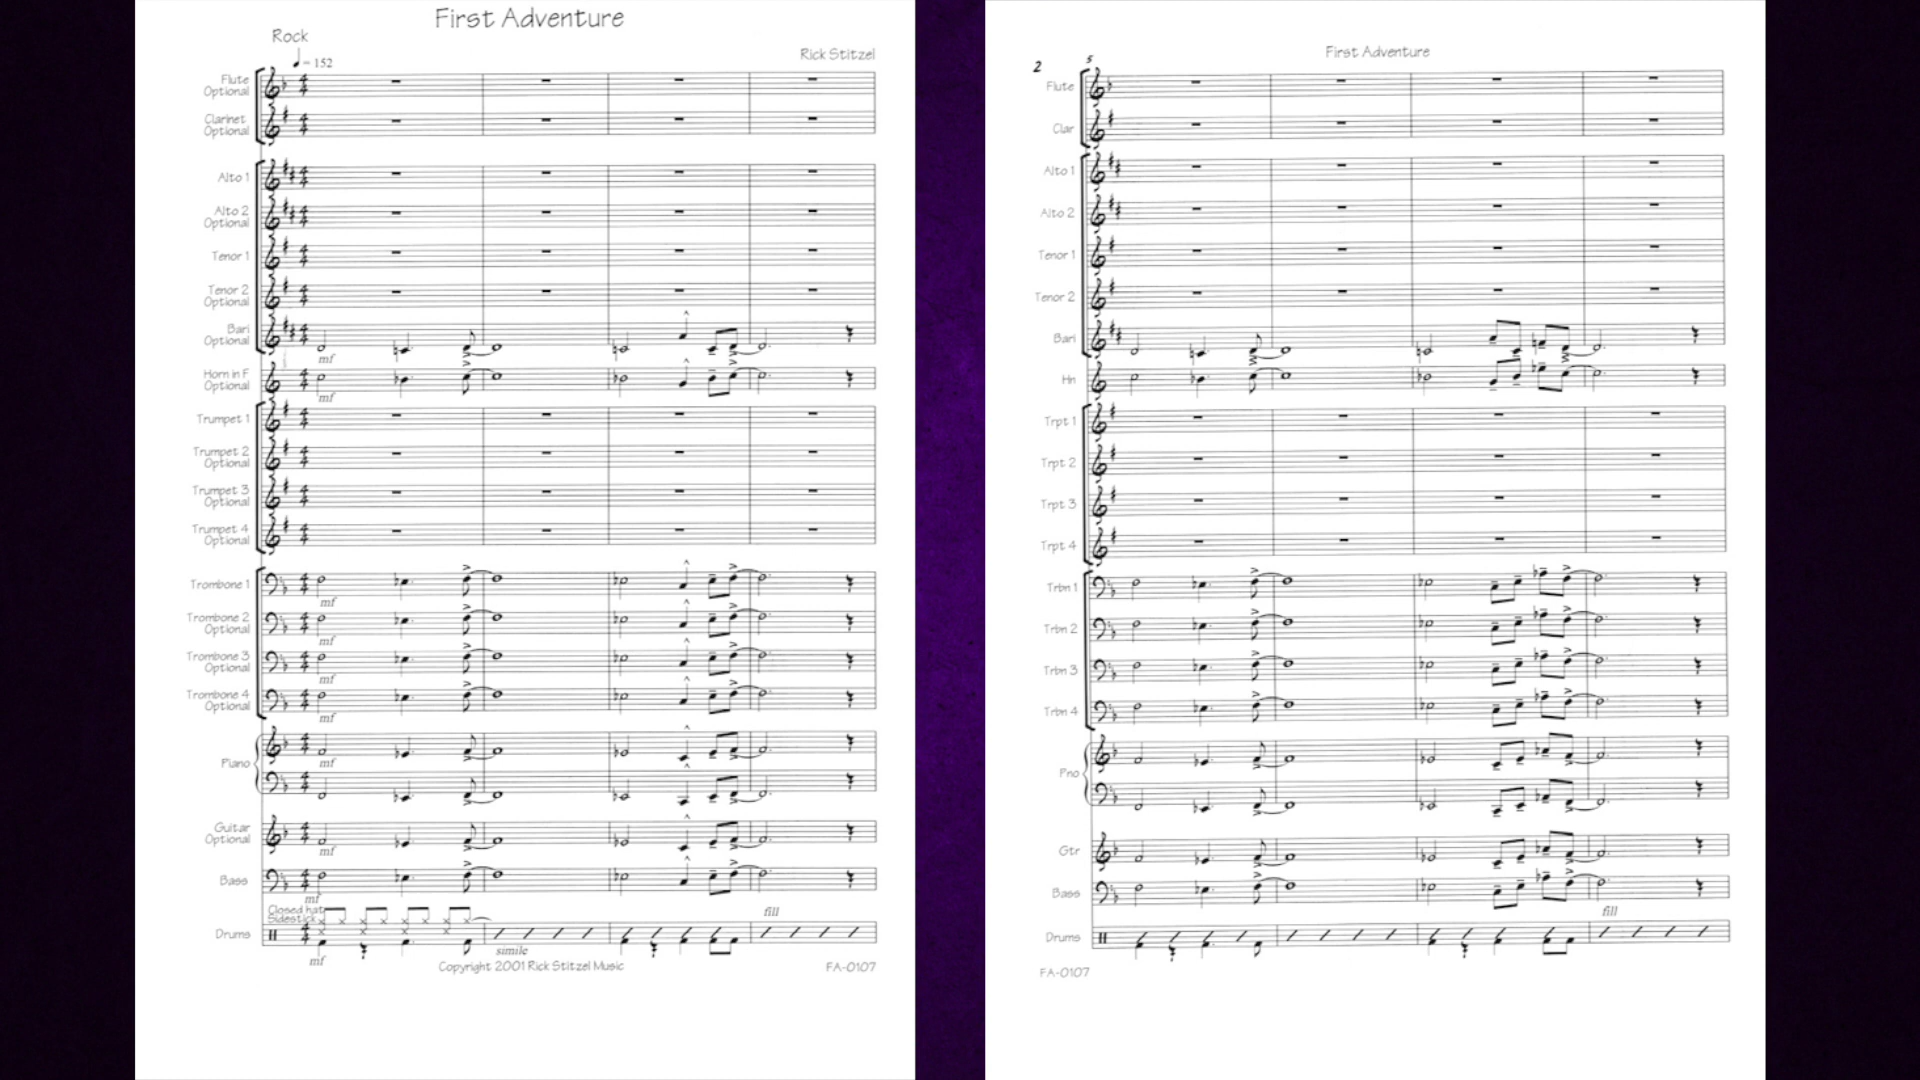 First Adventure
Rock
= 152
Rick Stitzel
Flute
Optional
Clarinet
Optional
Alto 1
Alto 2
Optional
Tenor 1
Tenor 2
Optional
Bari
Optional
mf
Horn in F
Optional
mf
Trumpet 1
Trumpet 2
Optional
Trumpet 3
Optional
Trumpet 4
Optional
Trombone 1
mf
Trombone 2
Optional
mf
Trombone 3
Optional
mf
Trombone 4
Optional
mf
Piano
mf
Guitar
Optional
mf
Bass
mf
Closed hat
Sidestick
fill
Drums
simile
mf
Copyright 2001 Rick Stitzel Music
FA-0107
First Adventure
2
5
Flute
Clar
Alto 1
Alto 2
Tenor 1
Tenor 2
Bari
Hn
Trpt 1
Trpt 2
Trpt 3
Trpt 4
Trbn 1
Trbn 2
Trbn 3
Trbn 4
Pno
Gtr
Bass
fill
Drums
FA-0107